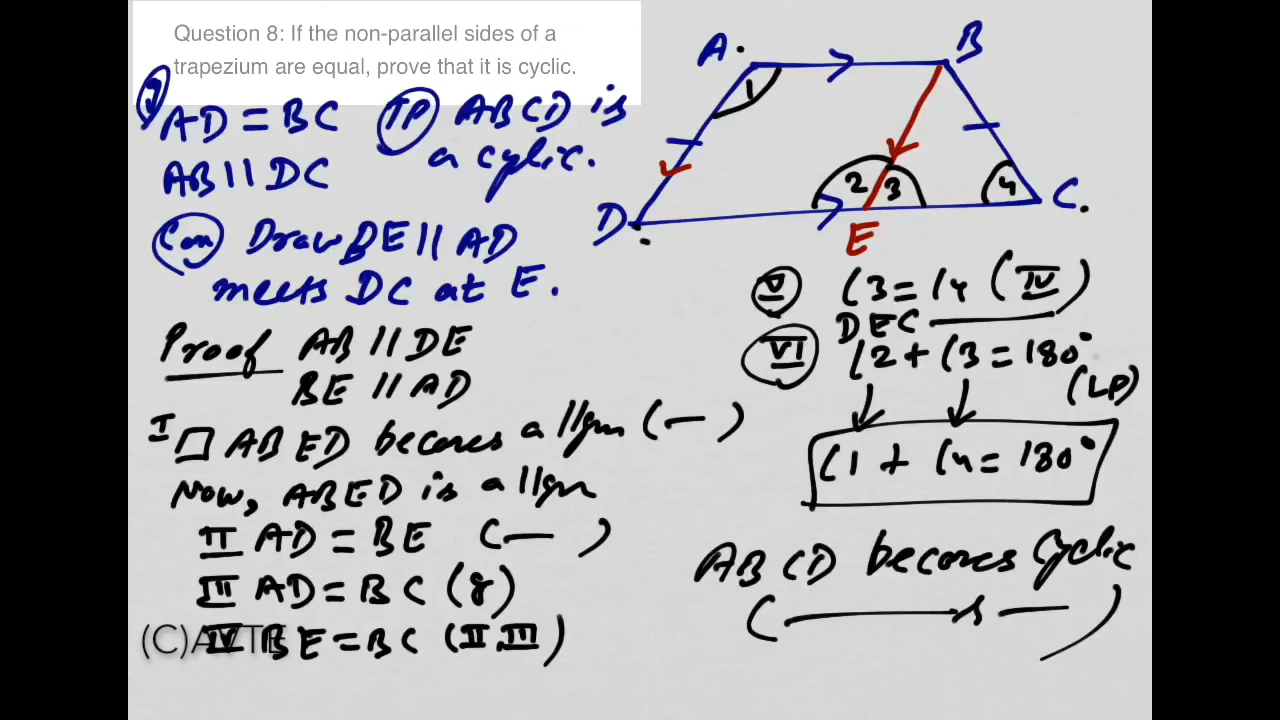 Question 8: If the non-parallel sides of a
trapezium are equal, prove that it is cyclic.
AD = BC TP ABCD is
a cyclic.
AB || DC
Con Draw BE || AD
meets DC at E.
Proof AB || DE
BE || AD
I □ ABED becomes a ||gm ( — )
Now, ABED is a ||gm
II AD = BE ( — )
III AD = BC (g)
IV BE = BC (II, III)
A B
1
2 3 4
D E C
V ∠3 = ∠4 (IV)
DEC
VI ∠2 + ∠3 = 180°
(LP)
∠1 + ∠4 = 180°
ABCD becomes Cyclic